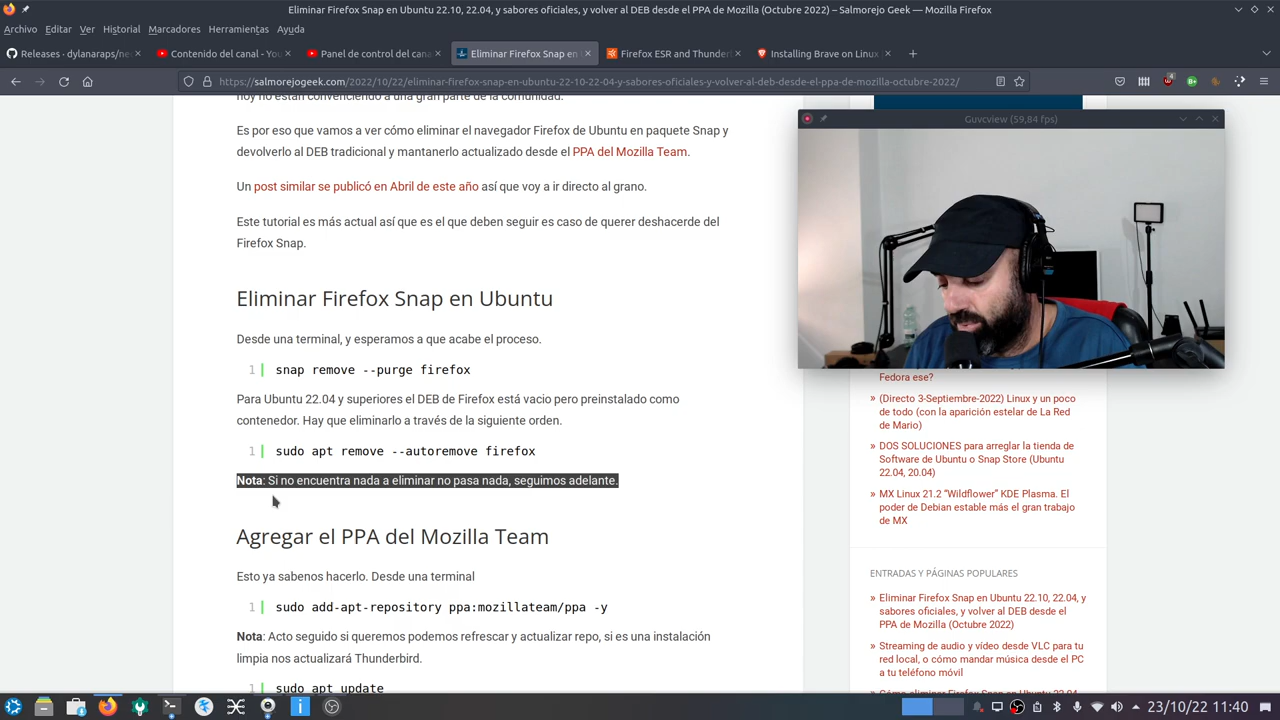 Eliminar Firefox Snap en Ubuntu 22.10, 22.04, y sabores oficiales, y volver al DEB desde el PPA de Mozilla (Octubre 2022) – Salmorejo Geek — Mozilla Firefox
Archivo Editar Ver Historial Marcadores Herramientas Ayuda
Releases · dylanaraps/neo
Contenido del canal - You
Panel de control del cana
Eliminar Firefox Snap en
Firefox ESR and Thunderb
Installing Brave on Linux
https://salmorejogeek.com/2022/10/22/eliminar-firefox-snap-en-ubuntu-22-10-22-04-y-sabores-oficiales-y-volver-al-deb-desde-el-ppa-de-mozilla-octubre-2022/
hoy no están convenciendo a una gran parte de la comunidad.
Es por eso que vamos a ver cómo eliminar el navegador Firefox de Ubuntu en paquete Snap y
devolverlo al DEB tradicional y mantenerlo actualizado desde el PPA del Mozilla Team.
Un post similar se publicó en Abril de este año así que voy a ir directo al grano.
Este tutorial es más actual así que es el que deben seguir es caso de querer deshacerde del
Firefox Snap.
Eliminar Firefox Snap en Ubuntu
Desde una terminal, y esperamos a que acabe el proceso.
1 snap remove --purge firefox
Para Ubuntu 22.04 y superiores el DEB de Firefox está vacio pero preinstalado como
contenedor. Hay que eliminarlo a través de la siguiente orden.
1 sudo apt remove --autoremove firefox
Nota: Si no encuentra nada a eliminar no pasa nada, seguimos adelante.
Agregar el PPA del Mozilla Team
Esto ya sabenos hacerlo. Desde una terminal
1 sudo add-apt-repository ppa:mozillateam/ppa -y
Nota: Acto seguido si queremos podemos refrescar y actualizar repo, si es una instalación
limpia nos actualizará Thunderbird.
1 sudo apt update
Guvcview (59,84 fps)
Fedora ese?
» (Directo 3-Septiembre-2022) Linux y un poco
de todo (con la aparición estelar de La Red
de Mario)
» DOS SOLUCIONES para arreglar la tienda de
Software de Ubuntu o Snap Store (Ubuntu
22.04, 20.04)
» MX Linux 21.2 “Wildflower” KDE Plasma. El
poder de Debian estable más el gran trabajo
de MX
ENTRADAS Y PÁGINAS POPULARES
» Eliminar Firefox Snap en Ubuntu 22.10, 22.04, y
sabores oficiales, y volver al DEB desde el
PPA de Mozilla (Octubre 2022)
» Streaming de audio y vídeo desde VLC para tu
red local, o cómo mandar música desde el PC
a tu teléfono móvil
» Cómo eliminar Firefox Snap en Ubuntu 22.04
23/10/22 11:40